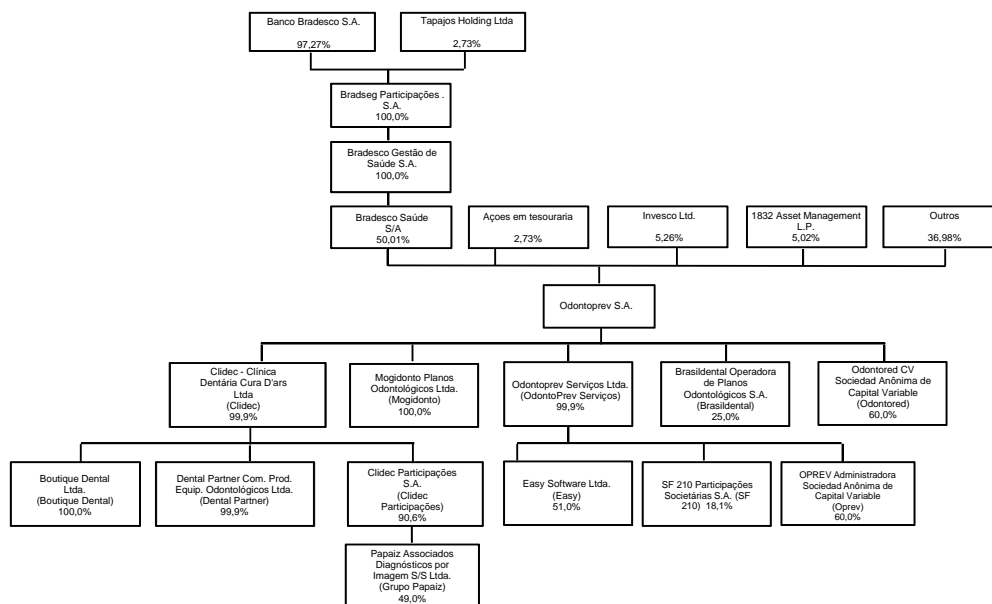 Banco Bradesco S.A.
97,27%
Tapajos Holding Ltda
2,73%
Bradseg Participações .
S.A.
100,0%
Bradesco Gestão de
Saúde S.A.
100,0%
Bradesco Saúde
S/A
50,01%
Açoes em tesouraria
2,73%
Invesco Ltd.
5,26%
1832 Asset Management
L.P.
5,02%
Outros
36,98%
Odontoprev S.A.
Clidec - Clínica
Dentária Cura D'ars
Ltda
(Clidec)
99,9%
Mogidonto Planos
Odontológicos Ltda.
(Mogidonto)
100,0%
Odontoprev Serviços Ltda.
(OdontoPrev Serviços)
99,9%
Brasildental Operadora
de Planos
Odontológicos S.A.
(Brasildental)
25,0%
Odontored CV
Sociedad Anônima de
Capital Variable
(Odontored)
60,0%
Boutique Dental
Ltda.
(Boutique Dental)
100,0%
Dental Partner Com. Prod.
Equip. Odontológicos Ltda.
(Dental Partner)
99,9%
Clidec Participações
S.A.
(Clidec
Participações)
90,6%
Easy Software Ltda.
(Easy)
51,0%
SF 210 Participações
Societárias S.A. (SF
210) 18,1%
OPREV Administradora
Sociedad Anônima de
Capital Variable
(Oprev)
60,0%
Papaiz Associados
Diagnósticos por
Imagem S/S Ltda.
(Grupo Papaiz)
49,0%